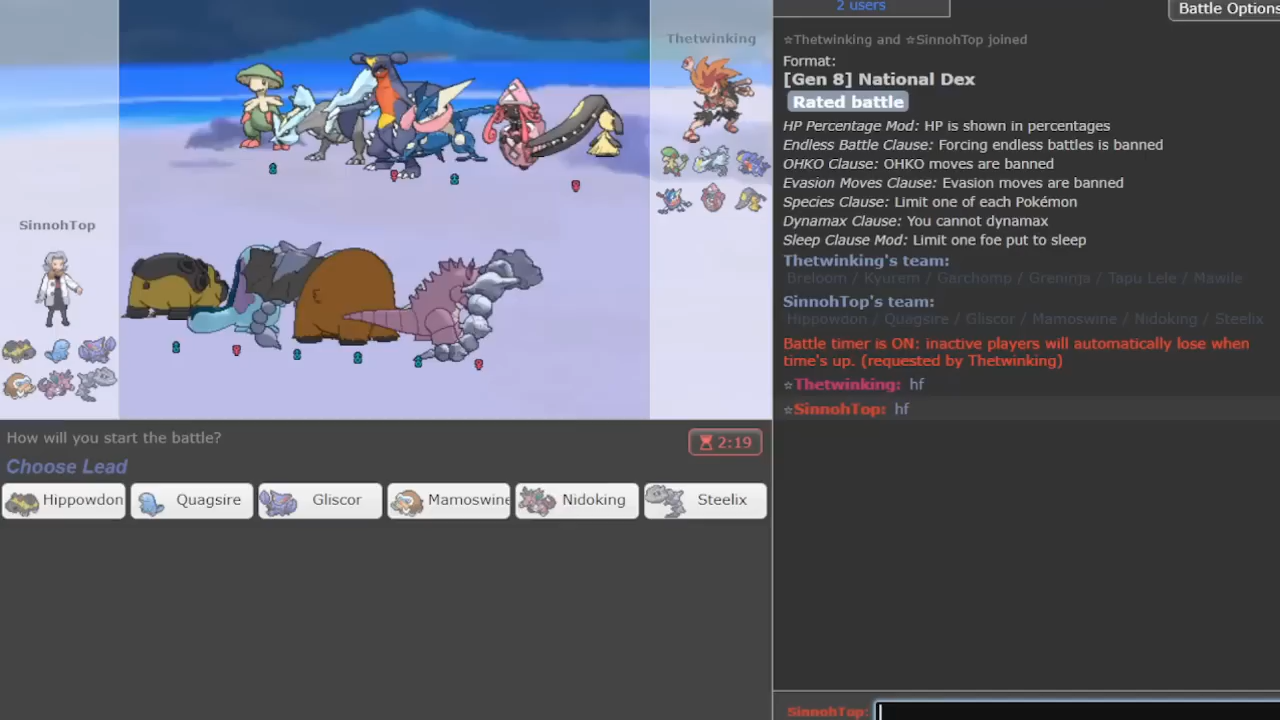 2 users
Battle Options
Thetwinking
☆Thetwinking and ☆SinnohTop joined
Format:
[Gen 8] National Dex
Rated battle
HP Percentage Mod: HP is shown in percentages
Endless Battle Clause: Forcing endless battles is banned
OHKO Clause: OHKO moves are banned
Evasion Moves Clause: Evasion moves are banned
Species Clause: Limit one of each Pokémon
Dynamax Clause: You cannot dynamax
Sleep Clause Mod: Limit one foe put to sleep
Thetwinking's team:
Breloom / Kyurem / Garchomp / Greninja / Tapu Lele / Mawile
SinnohTop's team:
Hippowdon / Quagsire / Gliscor / Mamoswine / Nidoking / Steelix
Battle timer is ON: inactive players will automatically lose when
time's up. (requested by Thetwinking)
☆Thetwinking: hf
☆SinnohTop: hf
SinnohTop
How will you start the battle?
2:19
Choose Lead
Hippowdon Quagsire Gliscor Mamoswine Nidoking Steelix
SinnohTop: